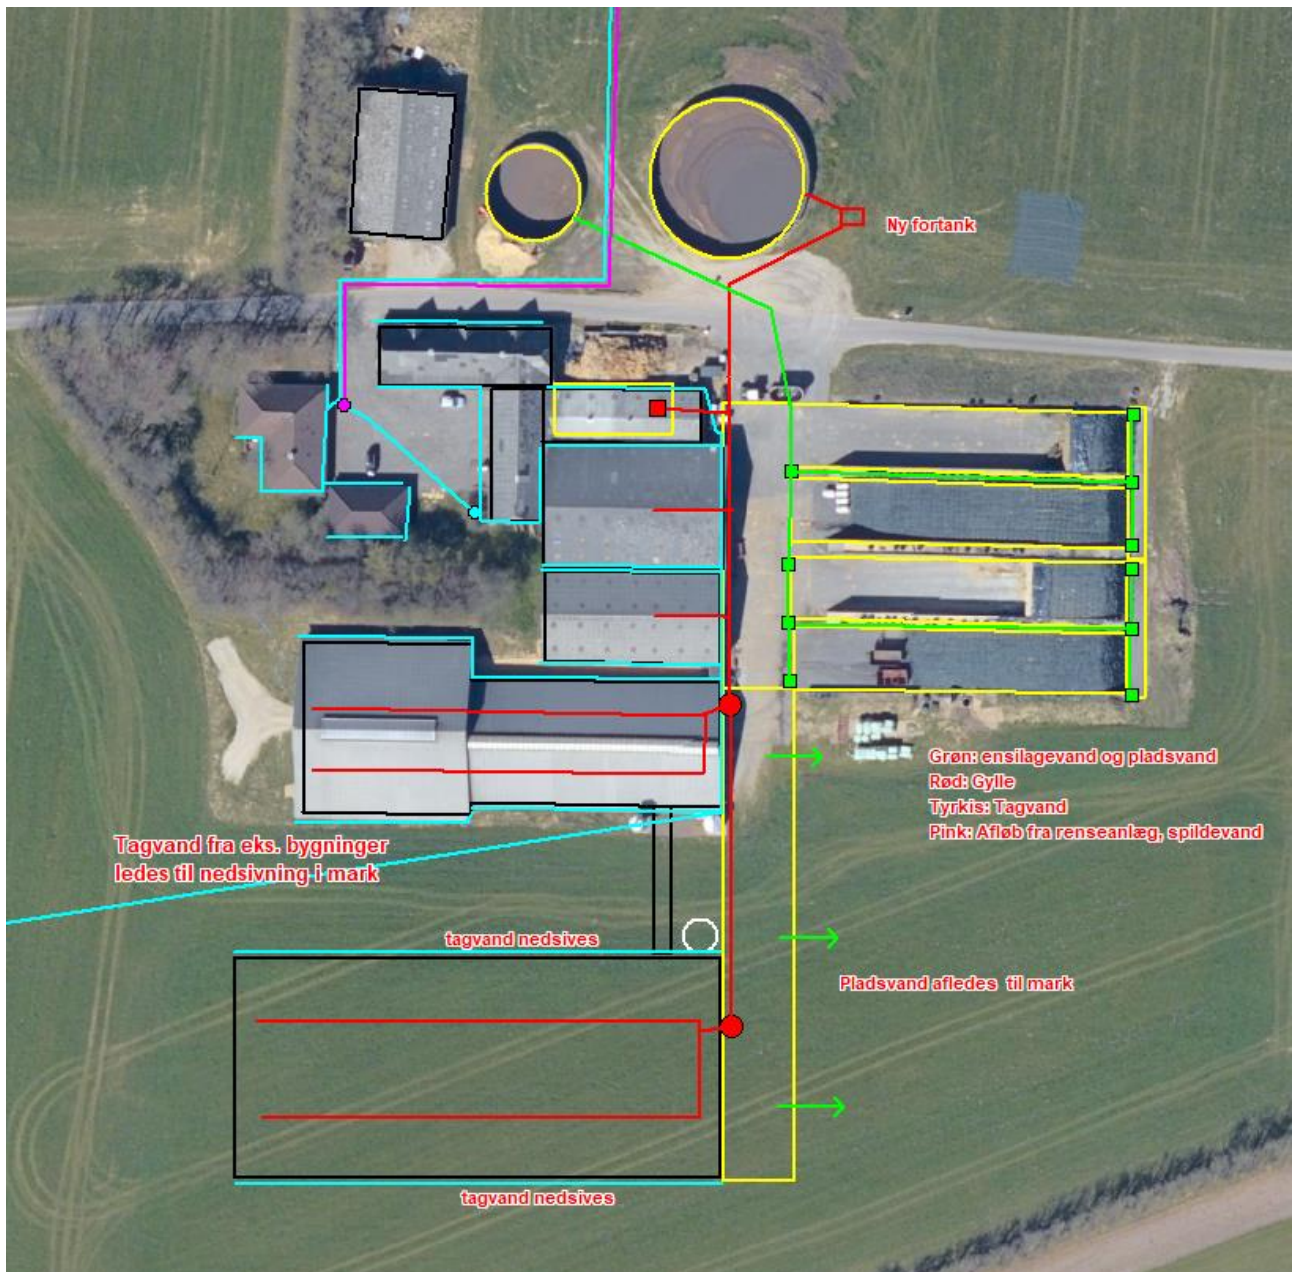 Ny fortank
Grøn: ensilagevand og pladsvand
Rød: Gylle
Tyrkis: Tagvand
Pink: Afløb fra renseanlæg, spildevand
Tagvand fra eks. bygninger
ledes til nedsivning i mark
tagvand nedsives
Pladsvand afledes til mark
tagvand nedsives